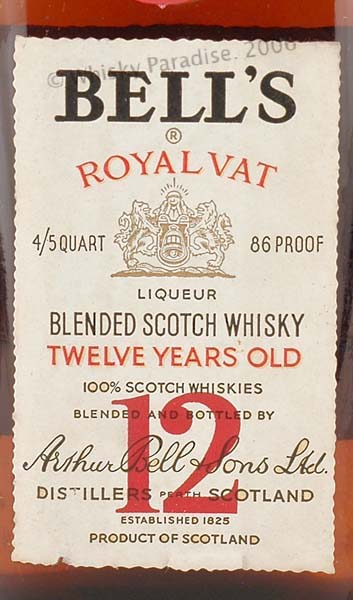 © Whisky Paradise. 2006
BELL'S
®
ROYAL VAT
4/5 QUART 86 PROOF
LIQUEUR
BLENDED SCOTCH WHISKY
TWELVE YEARS OLD
100% SCOTCH WHISKIES
BLENDED AND BOTTLED BY
12
Arthur Bell & Sons Ltd.
DISTILLERS PERTH SCOTLAND
ESTABLISHED 1825
PRODUCT OF SCOTLAND